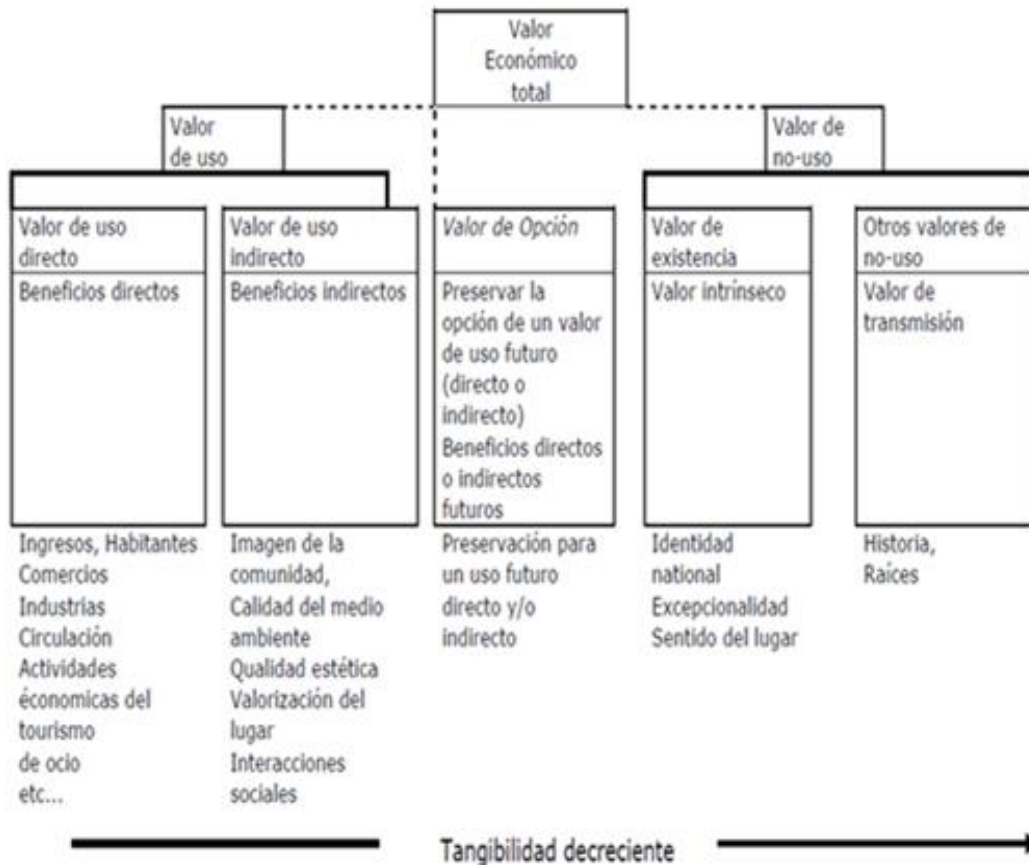 Valor
Económico
total
Valor
de uso
Valor de
no-uso
Valor de uso
directo
Beneficios directos
Ingresos, Habitantes
Comercios
Industrias
Circulación
Actividades
économicas del
tourismo
de ocio
etc...
Valor de uso
indirecto
Beneficios indirectos
Imagen de la
comunidad,
Calidad del medio
ambiente
Qualidad estética
Valorización del
lugar
Interacciones
sociales
Valor de Opción
Preservar la
opción de un valor
de uso futuro
(directo o
indirecto)
Beneficios directos
o indirectos
futuros
Preservación para
un uso futuro
directo y/o
indirecto
Valor de
existencia
Valor intrínseco
Identidad
national
Excepcionalidad
Sentido del lugar
Otros valores de
no-uso
Valor de
transmisión
Historia,
Raíces
Tangibilidad decreciente